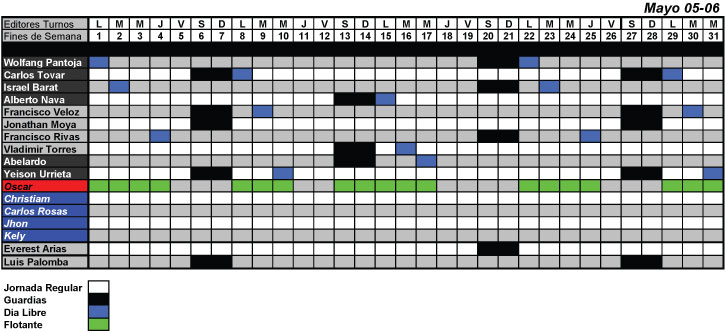 Mayo 05-06
Editores Turnos L M M J V S D L M M J V S D L M M J V S D L M M J V S D L M M
Fines de Semana 1 2 3 4 5 6 7 8 9 10 11 12 13 14 15 16 17 18 19 20 21 22 23 24 25 26 27 28 29 30 31
Wolfang Pantoja
Carlos Tovar
Israel Barat
Alberto Nava
Francisco Veloz
Jonathan Moya
Francisco Rivas
Vladimir Torres
Abelardo
Yeison Urrieta
Oscar
Christiam
Carlos Rosas
Jhon
Kely
Everest Arias
Luis Palomba
Jornada Regular
Guardias
Dia Libre
Flotante